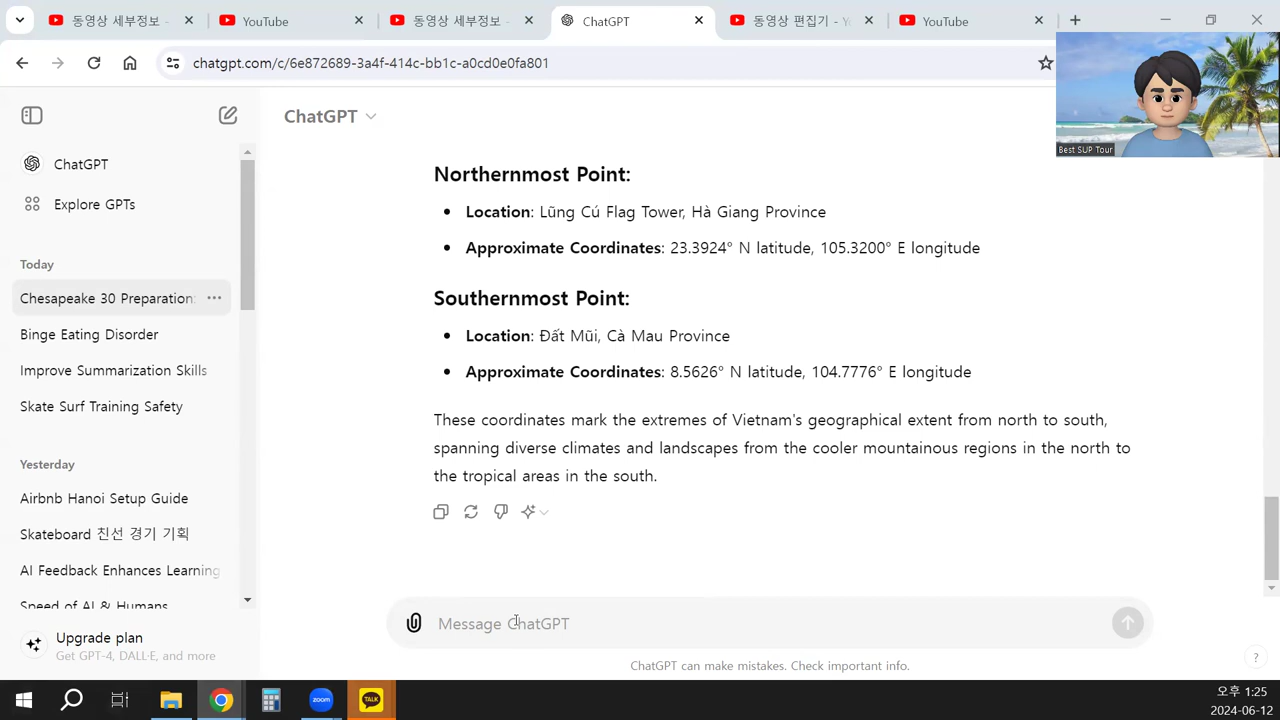 동영상 세부정보 -
YouTube
동영상 세부정보 -
ChatGPT
동영상 편집기 - Y
YouTube
chatgpt.com/c/6e872689-3a4f-414c-bb1c-a0cd0e0fa801
Best SUP Tour
ChatGPT
Explore GPTs
Today
Chesapeake 30 Preparation
Binge Eating Disorder
Improve Summarization Skills
Skate Surf Training Safety
Yesterday
Airbnb Hanoi Setup Guide
Skateboard 친선 경기 기획
AI Feedback Enhances Learning
Speed of AI & Humans
Upgrade plan
Get GPT-4, DALL·E, and more
ChatGPT
Northernmost Point:
• Location: Lũng Cú Flag Tower, Hà Giang Province
• Approximate Coordinates: 23.3924° N latitude, 105.3200° E longitude
Southernmost Point:
• Location: Đất Mũi, Cà Mau Province
• Approximate Coordinates: 8.5626° N latitude, 104.7776° E longitude
These coordinates mark the extremes of Vietnam's geographical extent from north to south,
spanning diverse climates and landscapes from the cooler mountainous regions in the north to
the tropical areas in the south.
Message ChatGPT
ChatGPT can make mistakes. Check important info.
?
zoom
TALK
오후 1:25
2024-06-12